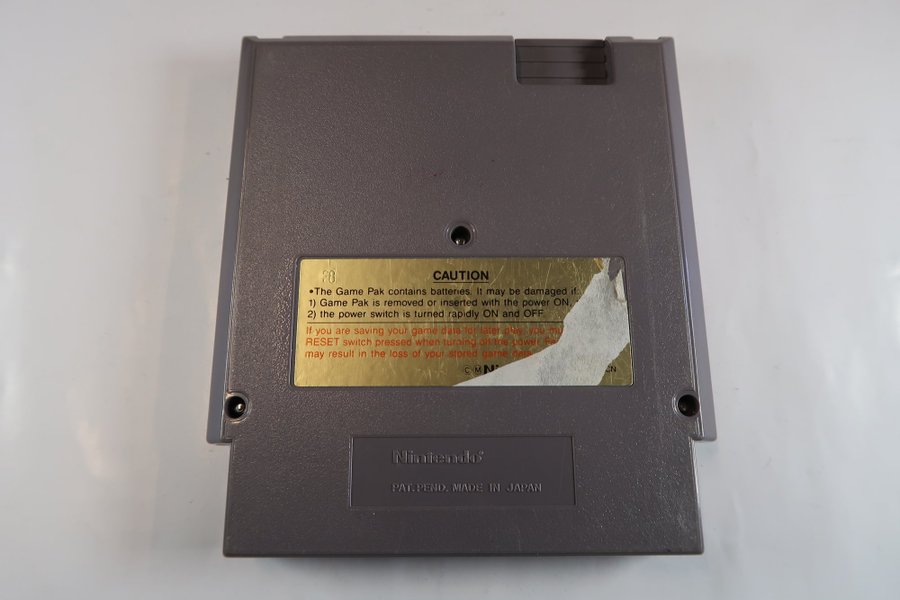 28
CAUTION
•The Game Pak contains batteries. It may be damaged if:
1) Game Pak is removed or inserted with the power ON,
2) the power switch is turned rapidly ON and OFF.
If you are saving your game data for later play, you
RESET switch pressed when turning off the power.
may result in the loss of your stored game data
© M
CN
Nintendo®
PAT.PEND. MADE IN JAPAN